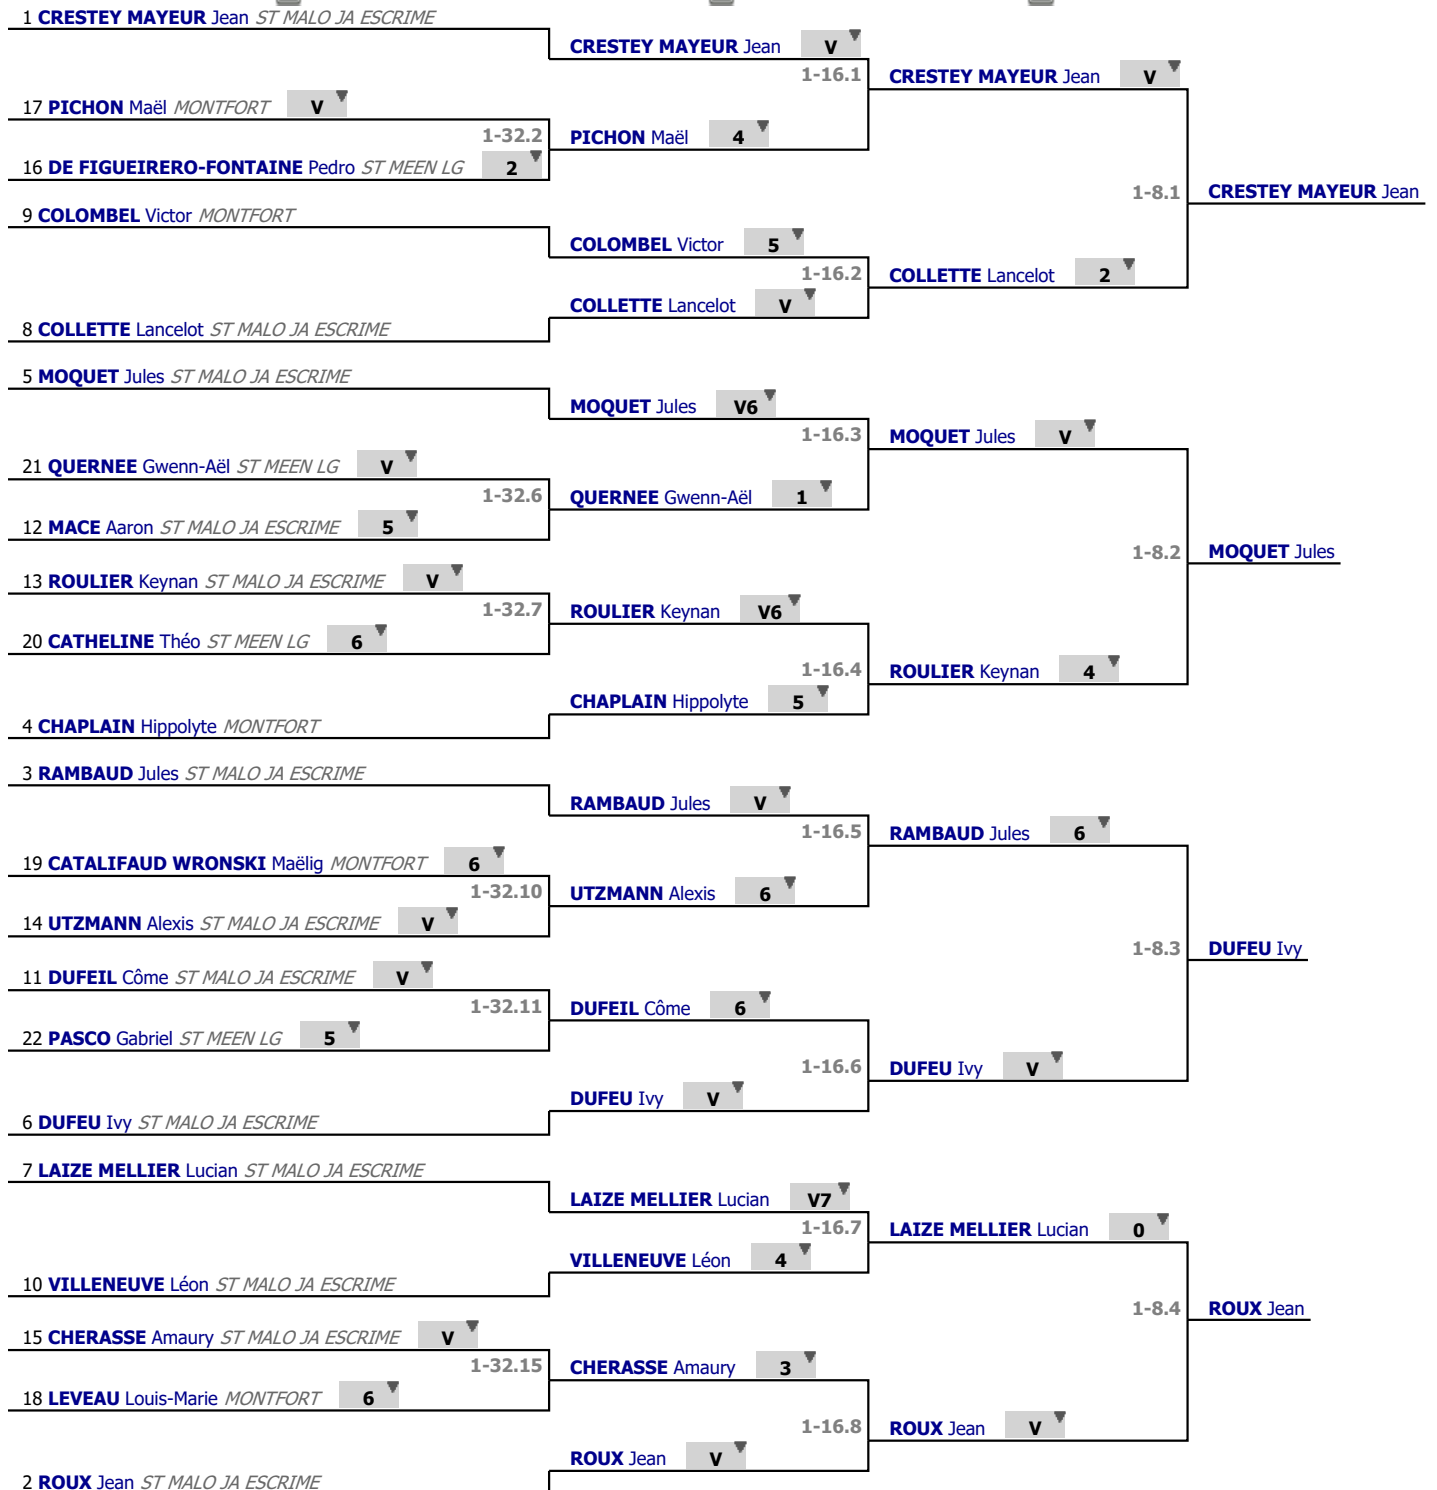 1 CRESTEY MAYEUR Jean ST MALO JA ESCRIME
CRESTEY MAYEUR Jean V
1-16.1
CRESTEY MAYEUR Jean V
17 PICHON Maël MONTFORT V
1-32.2
PICHON Maël 4
16 DE FIGUEIRERO-FONTAINE Pedro ST MEEN LG 2
1-8.1
CRESTEY MAYEUR Jean
9 COLOMBEL Victor MONTFORT
COLOMBEL Victor 5
1-16.2
COLLETTE Lancelot 2
COLLETTE Lancelot V
8 COLLETTE Lancelot ST MALO JA ESCRIME
5 MOQUET Jules ST MALO JA ESCRIME
MOQUET Jules V6
1-16.3
MOQUET Jules V
21 QUERNEE Gwenn-Aël ST MEEN LG V
1-32.6
QUERNEE Gwenn-Aël 1
12 MACE Aaron ST MALO JA ESCRIME 5
1-8.2
MOQUET Jules
13 ROULIER Keynan ST MALO JA ESCRIME V
1-32.7
ROULIER Keynan V6
20 CATHELINE Théo ST MEEN LG 6
1-16.4
ROULIER Keynan 4
CHAPLAIN Hippolyte 5
4 CHAPLAIN Hippolyte MONTFORT
3 RAMBAUD Jules ST MALO JA ESCRIME
RAMBAUD Jules V
1-16.5
RAMBAUD Jules 6
19 CATALIFAUD WRONSKI Maëlig MONTFORT 6
1-32.10
UTZMANN Alexis 6
14 UTZMANN Alexis ST MALO JA ESCRIME V
1-8.3
DUFEU Ivy
11 DUFEIL Côme ST MALO JA ESCRIME V
1-32.11
DUFEIL Côme 6
22 PASCO Gabriel ST MEEN LG 5
1-16.6
DUFEU Ivy V
DUFEU Ivy V
6 DUFEU Ivy ST MALO JA ESCRIME
7 LAIZE MELLIER Lucian ST MALO JA ESCRIME
LAIZE MELLIER Lucian V7
1-16.7
LAIZE MELLIER Lucian 0
VILLENEUVE Léon 4
10 VILLENEUVE Léon ST MALO JA ESCRIME
1-8.4
ROUX Jean
15 CHERASSE Amaury ST MALO JA ESCRIME V
1-32.15
CHERASSE Amaury 3
18 LEVEAU Louis-Marie MONTFORT 6
1-16.8
ROUX Jean V
ROUX Jean V
2 ROUX Jean ST MALO JA ESCRIME